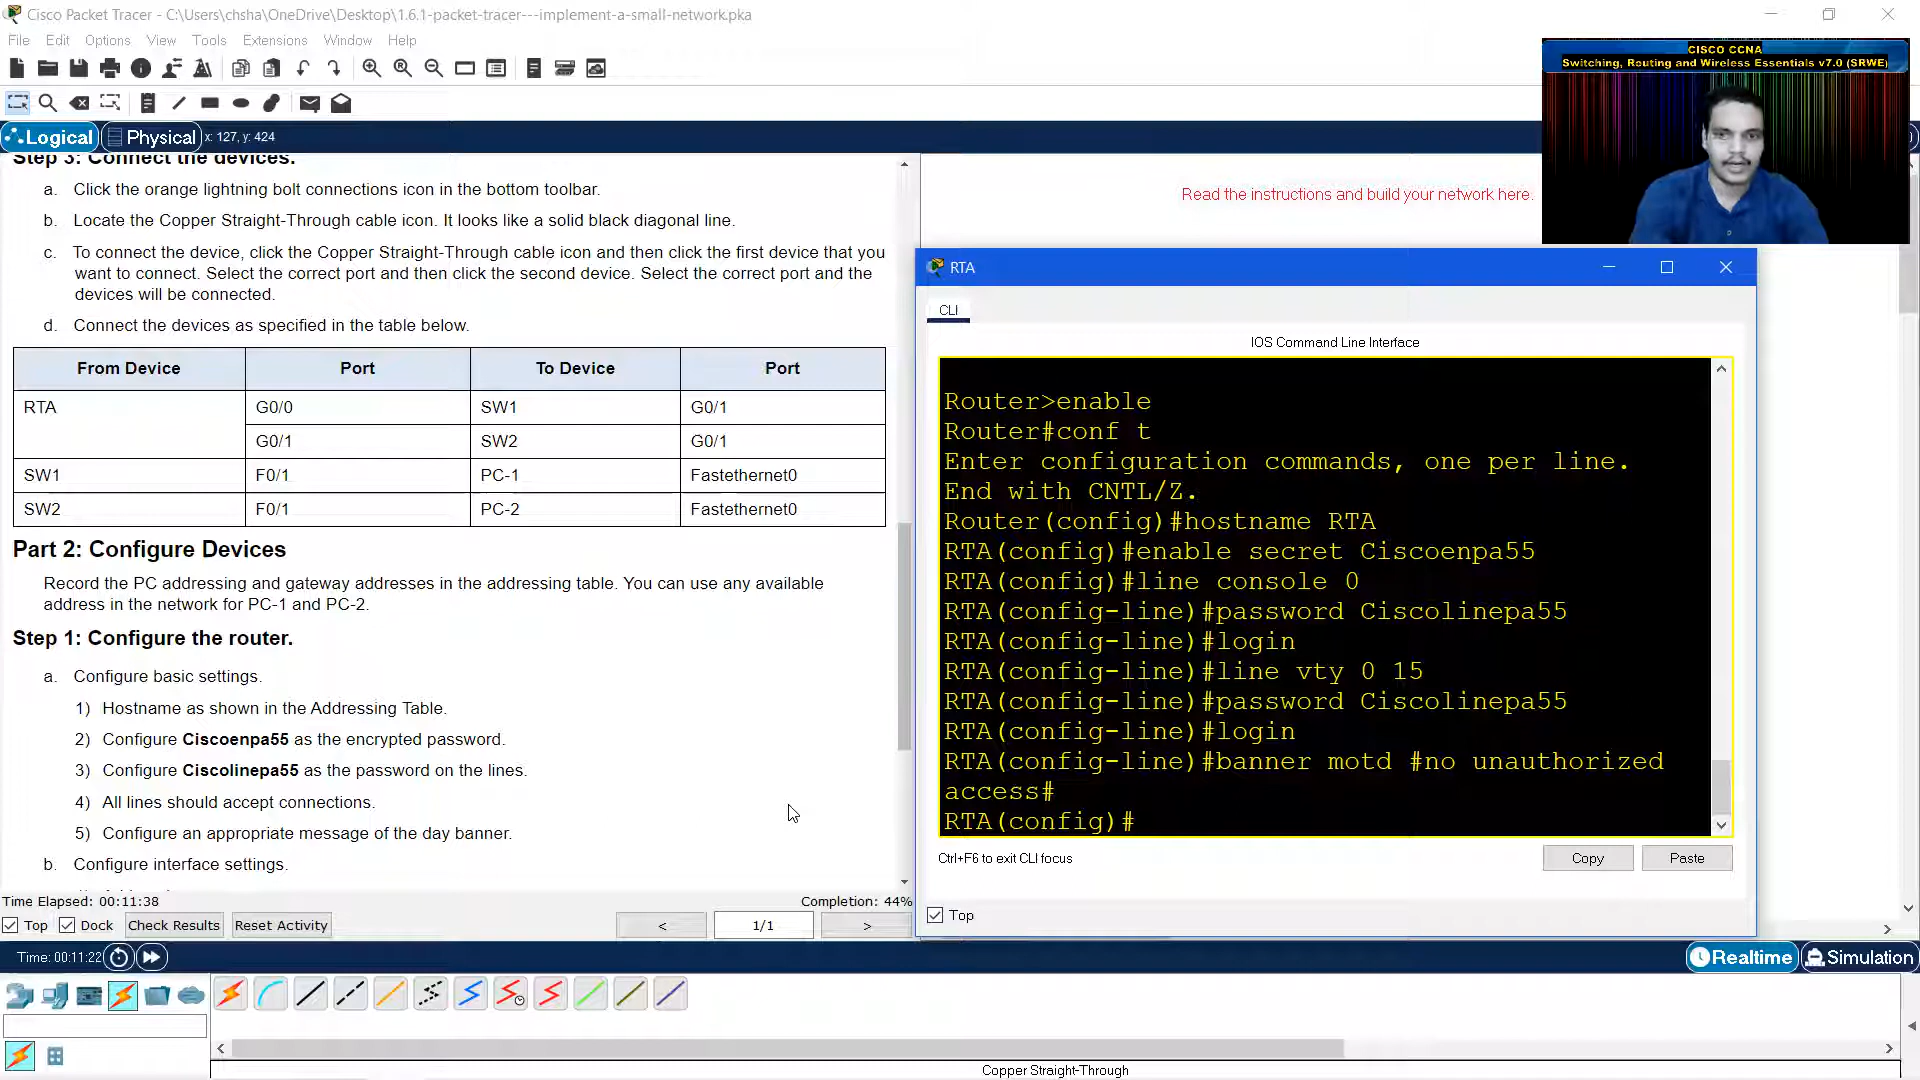 Cisco Packet Tracer - C:\Users\chsha\OneDrive\Desktop\1.6.1-packet-tracer---implement-a-small-network.pka
File Edit Options View Tools Extensions Window Help
CISCO CCNA
Switching, Routing and Wireless Essentials v7.0 (SRWE)
Logical Physical x: 127, y: 424
Step 3: Connect the devices.
a. Click the orange lightning bolt connections icon in the bottom toolbar.
b. Locate the Copper Straight-Through cable icon. It looks like a solid black diagonal line.
c. To connect the device, click the Copper Straight-Through cable icon and then click the first device that you
want to connect. Select the correct port and then click the second device. Select the correct port and the
devices will be connected.
d. Connect the devices as specified in the table below.
From Device Port To Device Port
RTA G0/0 SW1 G0/1
G0/1 SW2 G0/1
SW1 F0/1 PC-1 Fastethernet0
SW2 F0/1 PC-2 Fastethernet0
Part 2: Configure Devices
Record the PC addressing and gateway addresses in the addressing table. You can use any available
address in the network for PC-1 and PC-2.
Step 1: Configure the router.
a. Configure basic settings.
1) Hostname as shown in the Addressing Table.
2) Configure Ciscoenpa55 as the encrypted password.
3) Configure Ciscolinepa55 as the password on the lines.
4) All lines should accept connections.
5) Configure an appropriate message of the day banner.
b. Configure interface settings.
Time Elapsed: 00:11:38 Completion: 44%
Top Dock Check Results Reset Activity < 1/1 >
Read the instructions and build your network here.
RTA
CLI
IOS Command Line Interface
Router>enable
Router#conf t
Enter configuration commands, one per line.
End with CNTL/Z.
Router(config)#hostname RTA
RTA(config)#enable secret Ciscoenpa55
RTA(config)#line console 0
RTA(config-line)#password Ciscolinepa55
RTA(config-line)#login
RTA(config-line)#line vty 0 15
RTA(config-line)#password Ciscolinepa55
RTA(config-line)#login
RTA(config-line)#banner motd #no unauthorized
access#
RTA(config)#
Ctrl+F6 to exit CLI focus Copy Paste
Top
Time: 00:11:22 Realtime Simulation
Copper Straight-Through